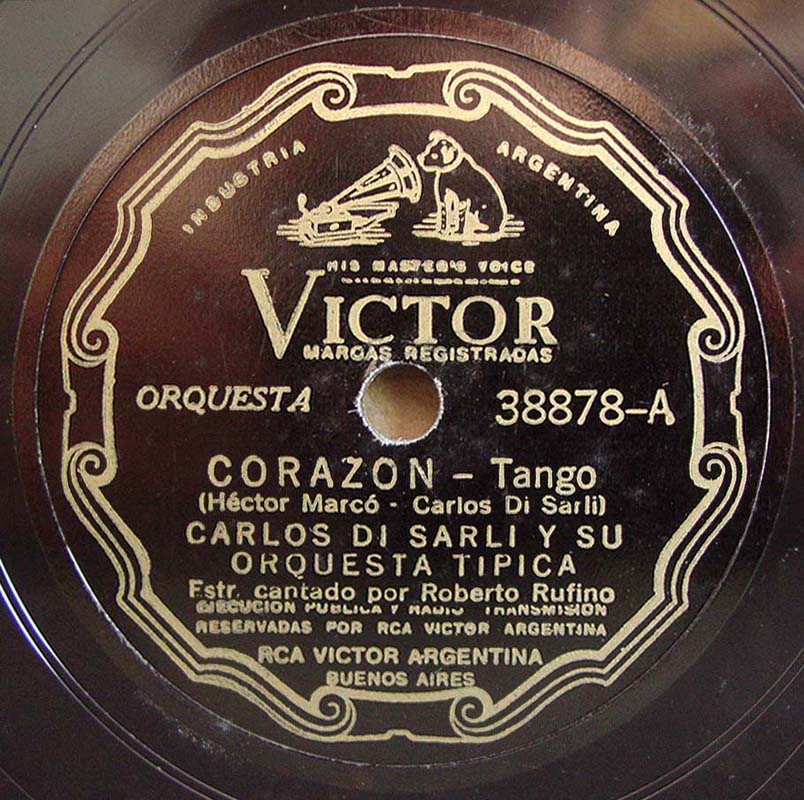 INDUSTRIA ARGENTINA
HIS MASTER'S VOICE
VICTOR
MARCAS REGISTRADAS
ORQUESTA 38878-A
CORAZON - Tango
(Héctor Marcó - Carlos Di Sarli)
CARLOS DI SARLI Y SU
ORQUESTA TIPICA
Estr. cantado por Roberto Rufino
EJECUCION PUBLICA Y RADIO TRANSMISION
RESERVADAS POR RCA VICTOR ARGENTINA
RCA VICTOR ARGENTINA
BUENOS AIRES